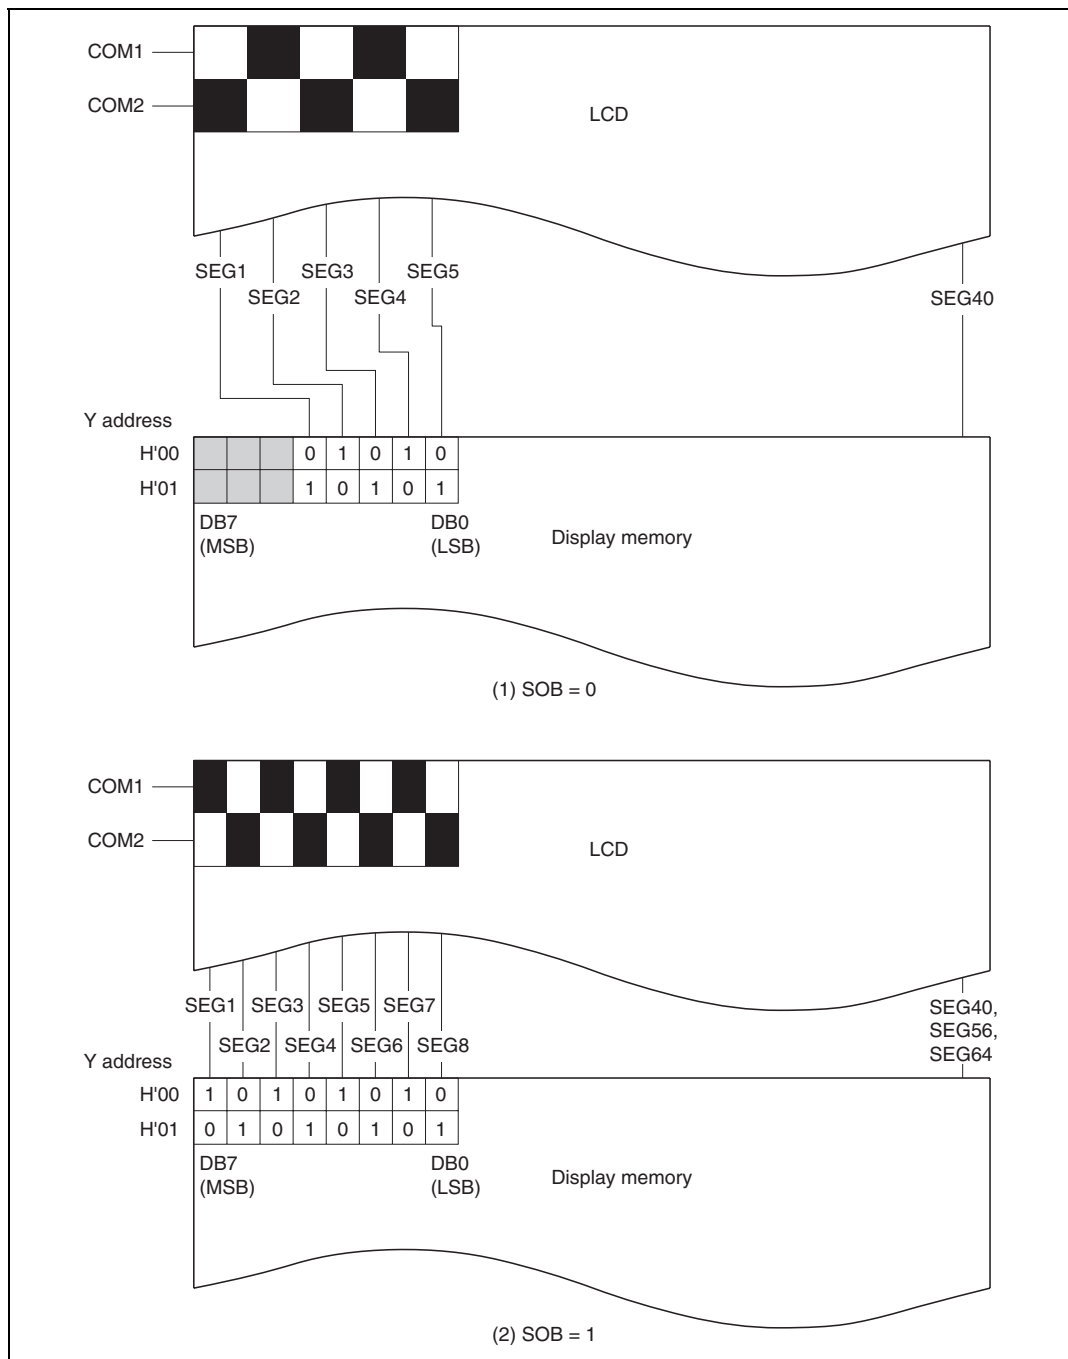 COM1
COM2
LCD
SEG1 SEG3 SEG5
SEG2 SEG4 SEG40
Y address
H'00 0 1 0 1 0
H'01 1 0 1 0 1
DB7 DB0
(MSB) (LSB)
Display memory
(1) SOB = 0
COM1
COM2
LCD
SEG1 SEG3 SEG5 SEG7
SEG2 SEG4 SEG6 SEG8
SEG40,
SEG56,
SEG64
Y address
H'00 1 0 1 0 1 0 1 0
H'01 0 1 0 1 0 1 0 1
DB7 DB0
(MSB) (LSB)
Display memory
(2) SOB = 1